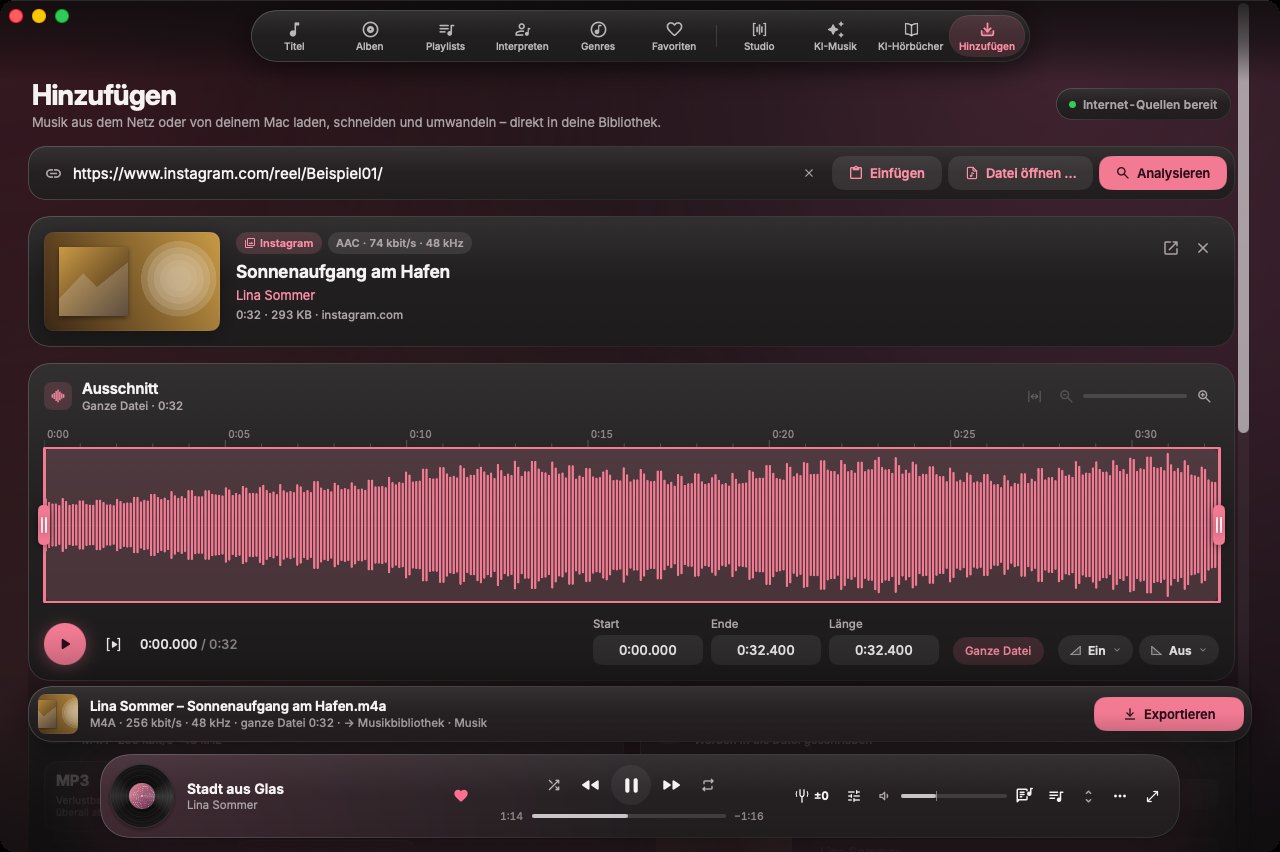 Titel
Alben
Playlists
Interpreten
Genres
Favoriten
Studio
KI-Musik
KI-Hörbücher
Hinzufügen
Hinzufügen
Musik aus dem Netz oder von deinem Mac laden, schneiden und umwandeln – direkt in deine Bibliothek.
Internet-Quellen bereit
https://www.instagram.com/reel/Beispiel01/
Einfügen
Datei öffnen ...
Analysieren
Instagram
AAC · 74 kbit/s · 48 kHz
Sonnenaufgang am Hafen
Lina Sommer
0:32 · 293 KB · instagram.com
Ausschnitt
Ganze Datei · 0:32
0:00 0:05 0:10 0:15 0:20 0:25 0:30
0:00.000 / 0:32
Start
0:00.000
Ende
0:32.400
Länge
0:32.400
Ganze Datei
Ein
Aus
Lina Sommer – Sonnenaufgang am Hafen.m4a
M4A · 256 kbit/s · 48 kHz · ganze Datei 0:32 · → Musikbibliothek · Musik
Exportieren
MP3
Stadt aus Glas
Lina Sommer
1:14
−1:16
±0